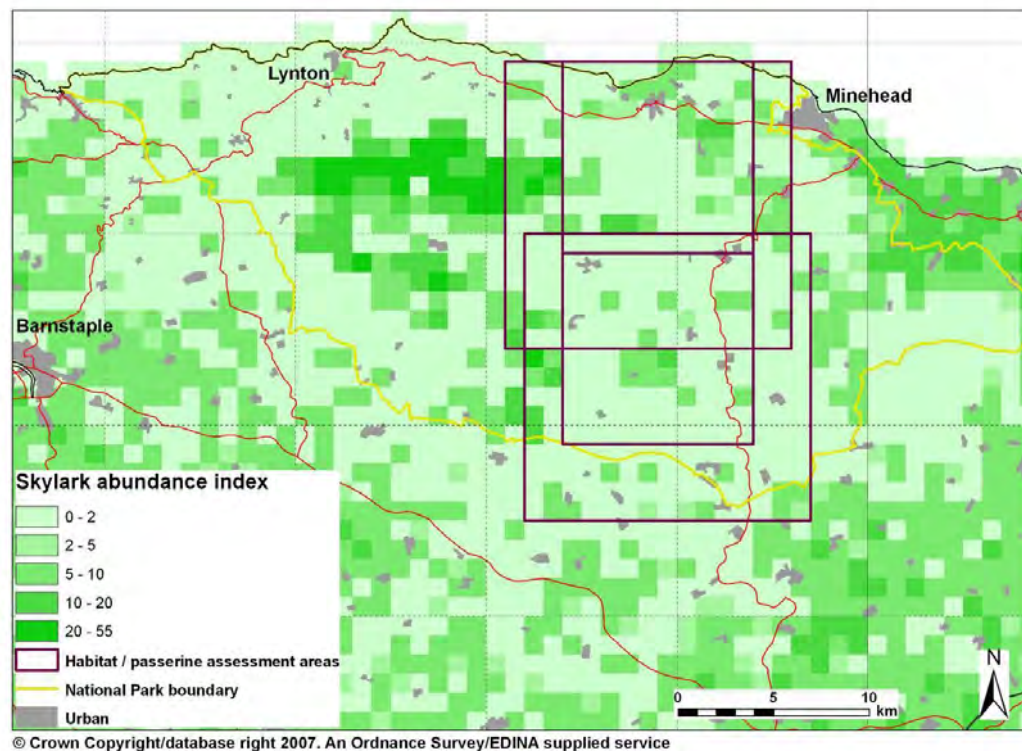 Lynton
Minehead
Barnstaple
Skylark abundance index
0 - 2
2 - 5
5 - 10
10 - 20
20 - 55
Habitat / passerine assessment areas
National Park boundary
Urban
N
0 5 10
km
© Crown Copyright/database right 2007. An Ordnance Survey/EDINA supplied service